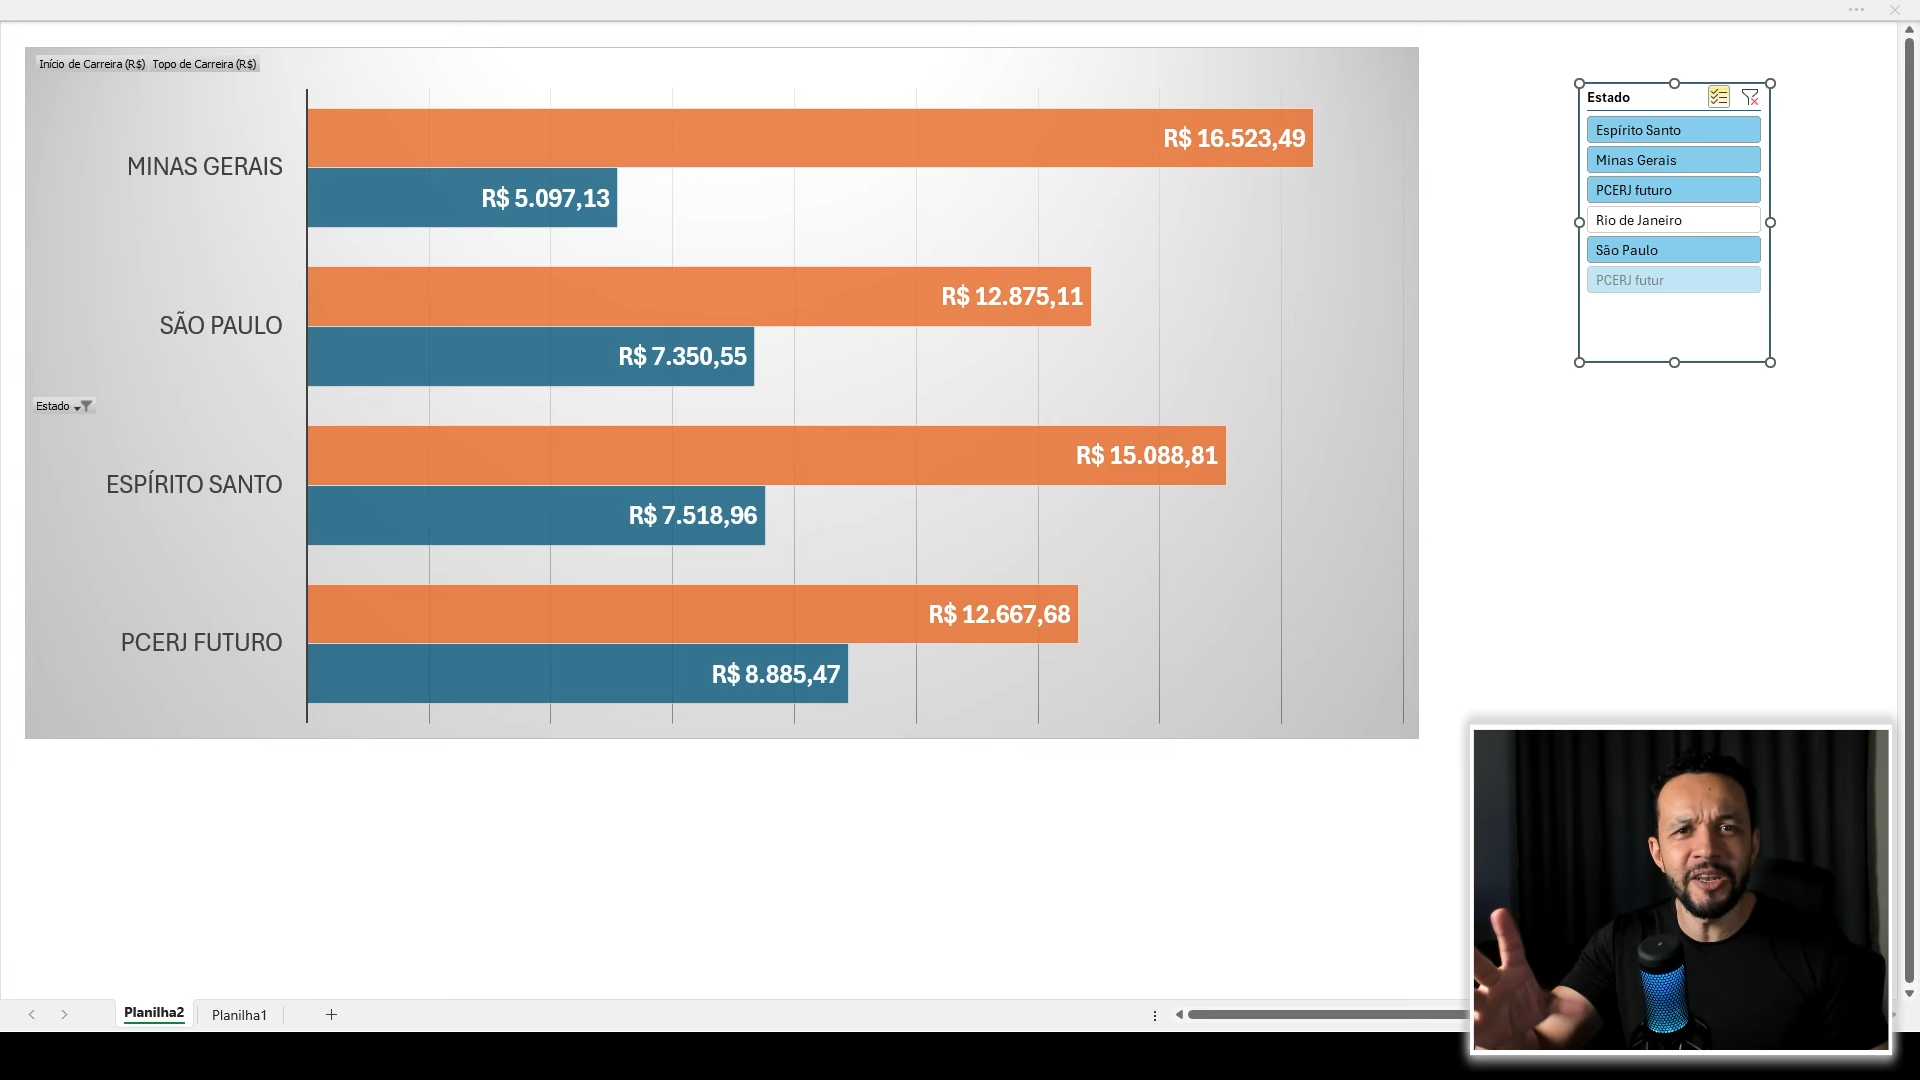 Início de Carreira (R$) Topo de Carreira (R$)
MINAS GERAIS
R$ 16.523,49
R$ 5.097,13
SÃO PAULO
R$ 12.875,11
R$ 7.350,55
Estado
ESPÍRITO SANTO
R$ 15.088,81
R$ 7.518,96
PCERJ FUTURO
R$ 12.667,68
R$ 8.885,47
Estado
Espírito Santo
Minas Gerais
PCERJ futuro
Rio de Janeiro
São Paulo
PCERJ futur
Planilha2 Planilha1